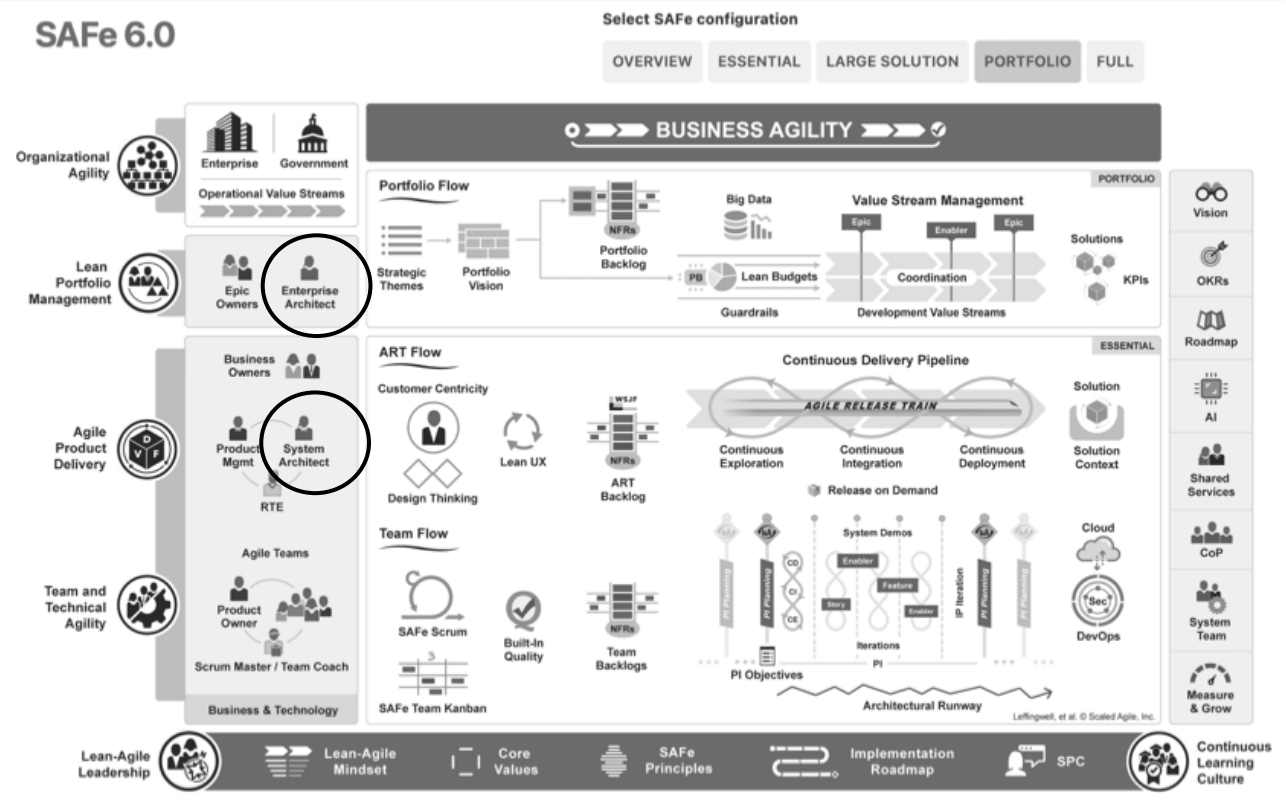 SAFe 6.0
Select SAFe configuration
OVERVIEW
ESSENTIAL
LARGE SOLUTION
PORTFOLIO
FULL
Organizational
Agility
Enterprise
Government
Operational Value Streams
BUSINESS AGILITY
Lean
Portfolio
Management
Epic
Owners
Enterprise
Architect
Portfolio Flow
PORTFOLIO
Strategic
Themes
Portfolio
Vision
NFRs
Portfolio
Backlog
Big Data
PB
Lean Budgets
Guardrails
Value Stream Management
Epic
Enabler
Epic
Coordination
Development Value Streams
Solutions
KPIs
Agile
Product
Delivery
D
V
F
Business
Owners
Product
Mgmt
System
Architect
RTE
ART Flow
ESSENTIAL
Customer Centricity
Design Thinking
Lean UX
WSJF
NFRs
ART
Backlog
Continuous Delivery Pipeline
AGILE RELEASE TRAIN
Continuous
Exploration
Continuous
Integration
Continuous
Deployment
Release on Demand
Solution
Solution
Context
Team and
Technical
Agility
Agile Teams
Product
Owner
Scrum Master / Team Coach
Business & Technology
Team Flow
SAFe Scrum
3
SAFe Team Kanban
Built-In
Quality
NFRs
Team
Backlogs
PI Planning
PI Planning
CD
CI
CE
System Demos
Enabler
Feature
Story
Enabler
Iterations
IP Iteration
PI Planning
PI Planning
PI
PI Objectives
Architectural Runway
Cloud
Sec
DevOps
Leffingwell, et al. © Scaled Agile, Inc.
Vision
OKRs
Roadmap
AI
Shared
Services
CoP
System
Team
Measure
& Grow
Lean-Agile
Leadership
Lean-Agile
Mindset
Core
Values
SAFe
Principles
Implementation
Roadmap
SPC
Continuous
Learning
Culture